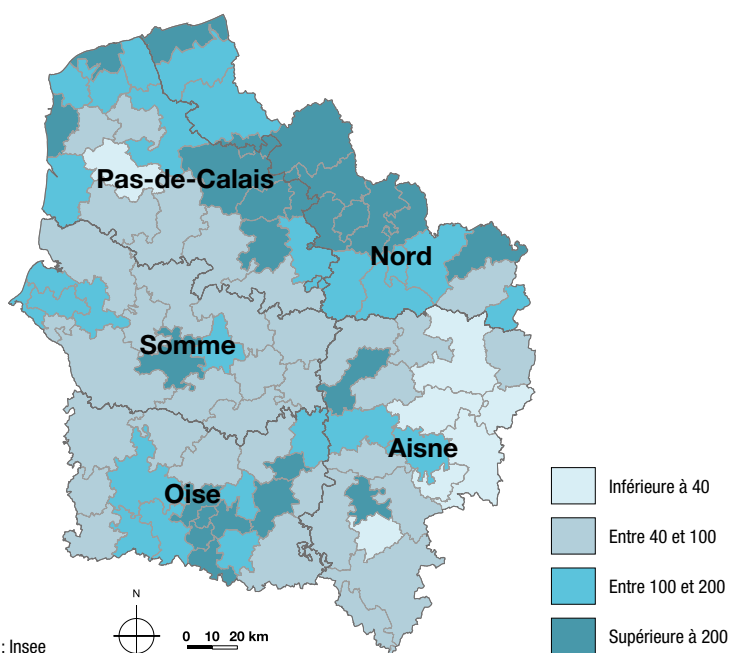 Pas-de-Calais
Nord
Somme
Aisne
Oise
Inférieure à 40
Entre 40 et 100
Entre 100 et 200
Supérieure à 200
N
0 10 20 km
: Insee